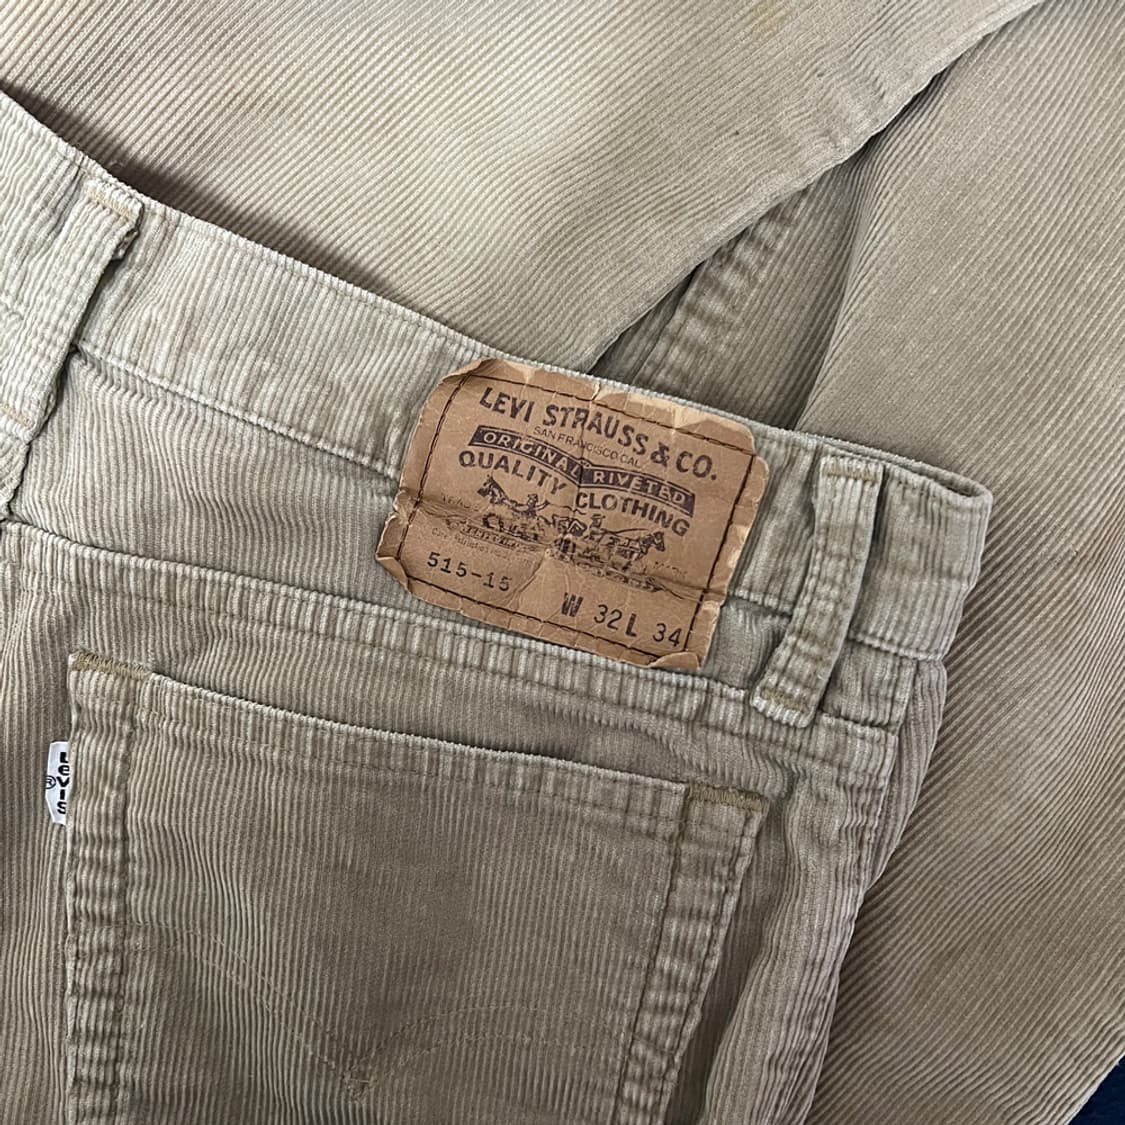 LEVI STRAUSS & CO.
SAN FRANCISCO CAL
ORIGINAL RIVETED
QUALITY CLOTHING
515-15
W 32 L 34
LEVI'S
®